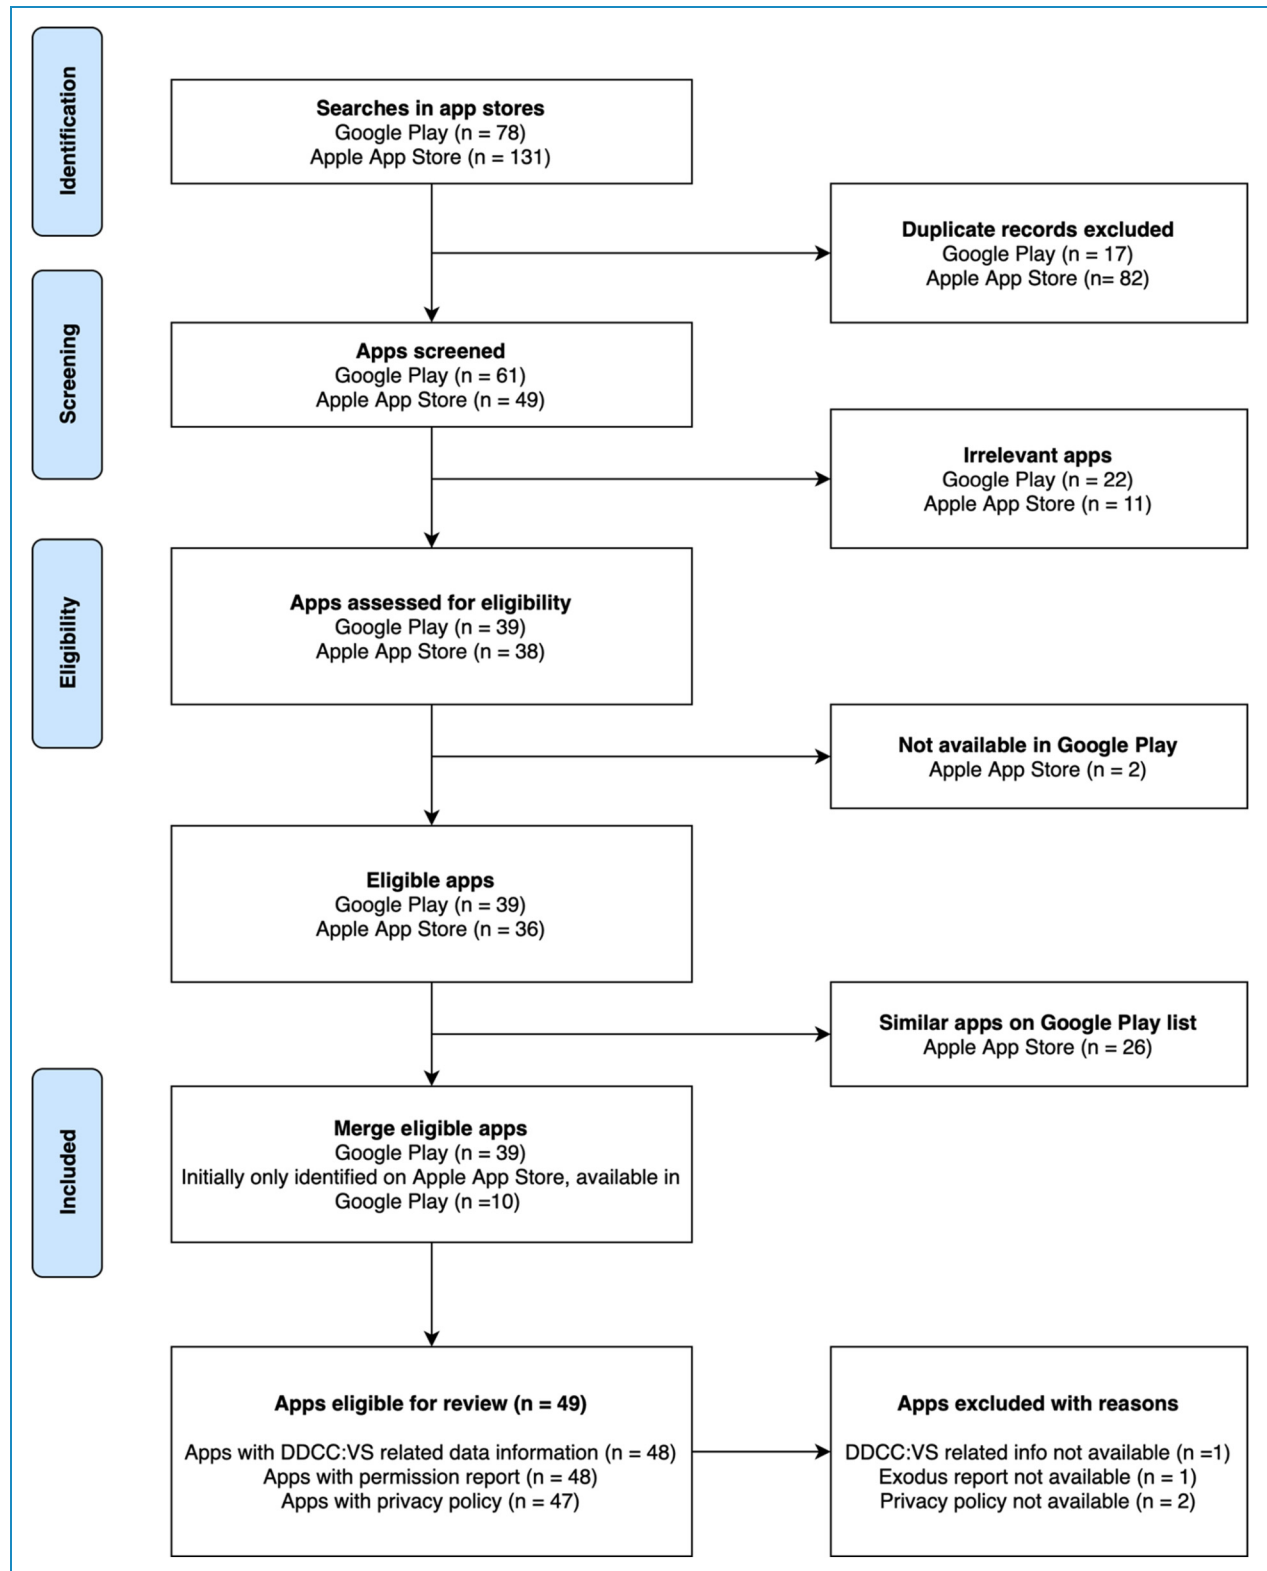 Identification
Searches in app stores
Google Play (n = 78)
Apple App Store (n = 131)
Duplicate records excluded
Google Play (n = 17)
Apple App Store (n= 82)
Screening
Apps screened
Google Play (n = 61)
Apple App Store (n = 49)
Irrelevant apps
Google Play (n = 22)
Apple App Store (n = 11)
Eligibility
Apps assessed for eligibility
Google Play (n = 39)
Apple App Store (n = 38)
Not available in Google Play
Apple App Store (n = 2)
Eligible apps
Google Play (n = 39)
Apple App Store (n = 36)
Similar apps on Google Play list
Apple App Store (n = 26)
Included
Merge eligible apps
Google Play (n = 39)
Initially only identified on Apple App Store, available in
Google Play (n =10)
Apps eligible for review (n = 49)
Apps with DDCC:VS related data information (n = 48)
Apps with permission report (n = 48)
Apps with privacy policy (n = 47)
Apps excluded with reasons
DDCC:VS related info not available (n =1)
Exodus report not available (n = 1)
Privacy policy not available (n = 2)